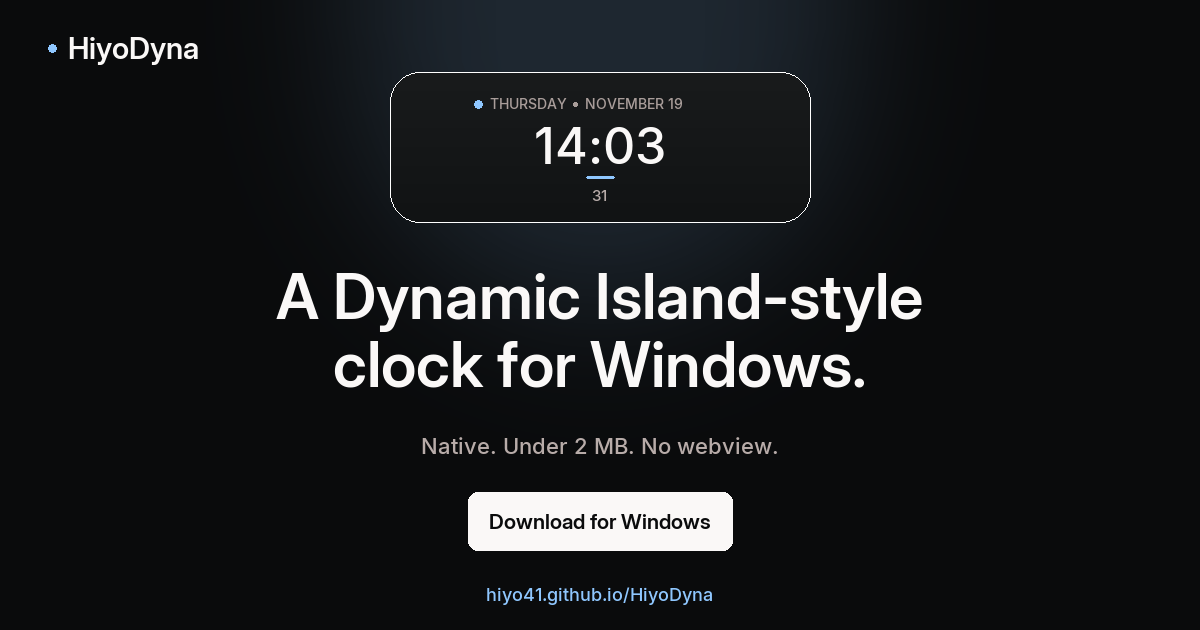 HiyoDyna
THURSDAY • NOVEMBER 19
14:03
31
A Dynamic Island-style
clock for Windows.
Native. Under 2 MB. No webview.
Download for Windows
hiyo41.github.io/HiyoDyna